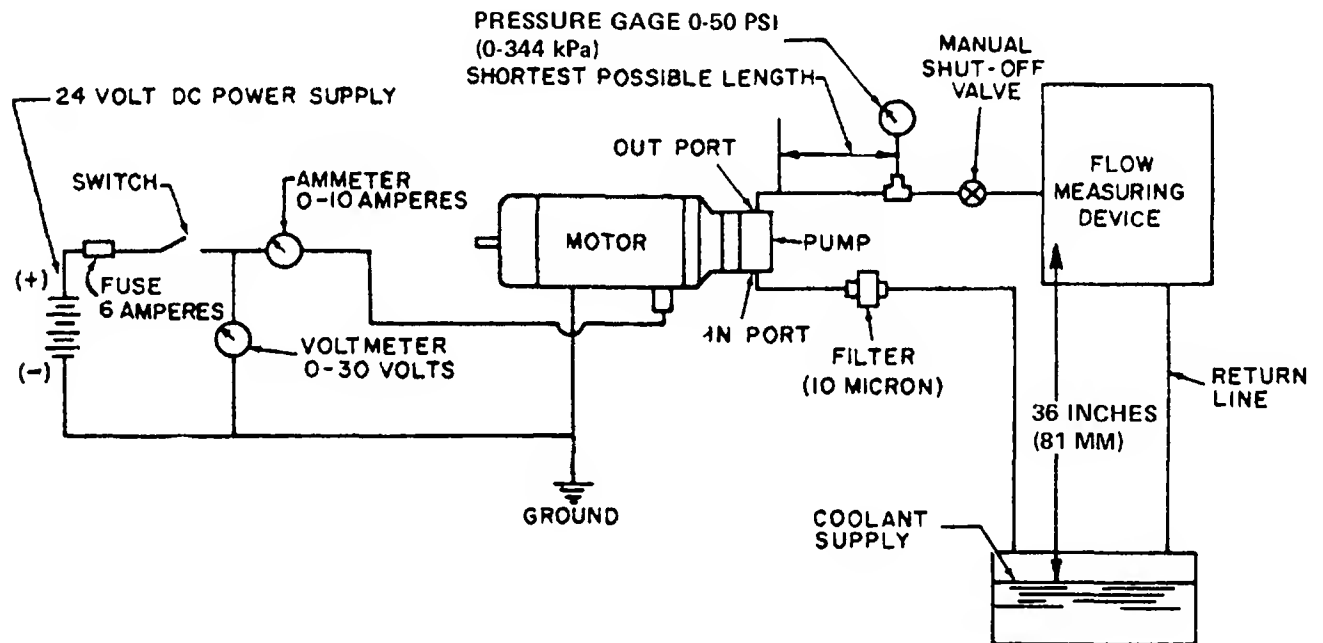 PRESSURE GAGE 0-50 PSI
(0-344 kPa)
SHORTEST POSSIBLE LENGTH
MANUAL
SHUT-OFF
VALVE
24 VOLT DC POWER SUPPLY
OUT PORT
FLOW
MEASURING
DEVICE
SWITCH
AMMETER
0-10 AMPERES
MOTOR
PUMP
(+)
FUSE
6 AMPERES
IN PORT
VOLTMETER
0-30 VOLTS
(-)
FILTER
(10 MICRON)
RETURN
LINE
36 INCHES
(81 MM)
GROUND
COOLANT
SUPPLY